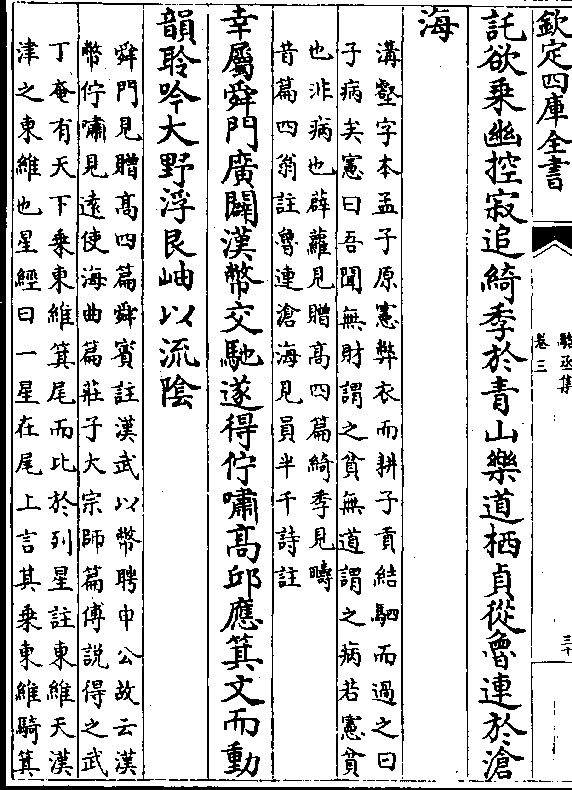 欽定四庫全書
駱丞集
卷三
三十
託欲乗幽控寂追綺季於青山樂道栖貞從魯連於滄
海
溝壑字本孟子原憲弊衣而耕子貢結駟而過之曰
子病矣憲曰吾聞無財謂之貧無道謂之病若憲貧
也非病也薜蘿見贈髙四篇綺季見疇
昔篇四翁註魯連滄海見員半千詩註
幸屬舜門廣闢漢幣交馳遂得佇嘯髙邱應箕文而動
韻聆吟大野浮艮岫以流陰
舜門見贈髙四篇舜賓註漢武以幣聘申公故云漢
幣佇嘯見遠使海曲篇莊子大宗師篇傅說得之武
丁奄有天下乗東維箕尾而比於列星註東維天漢
津之東維也星經曰一星在尾上言其乗東維騎箕